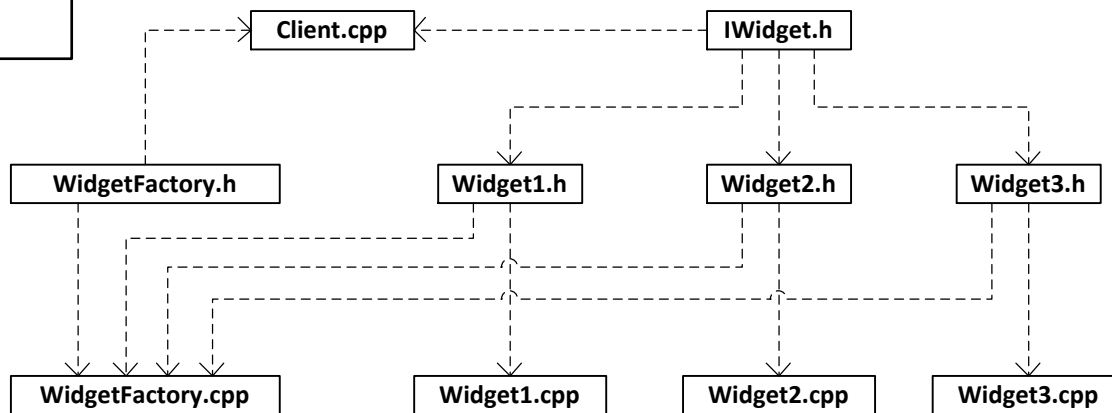 Client.cpp
IWidget.h
WidgetFactory.h
Widget1.h
Widget2.h
Widget3.h
WidgetFactory.cpp
Widget1.cpp
Widget2.cpp
Widget3.cpp